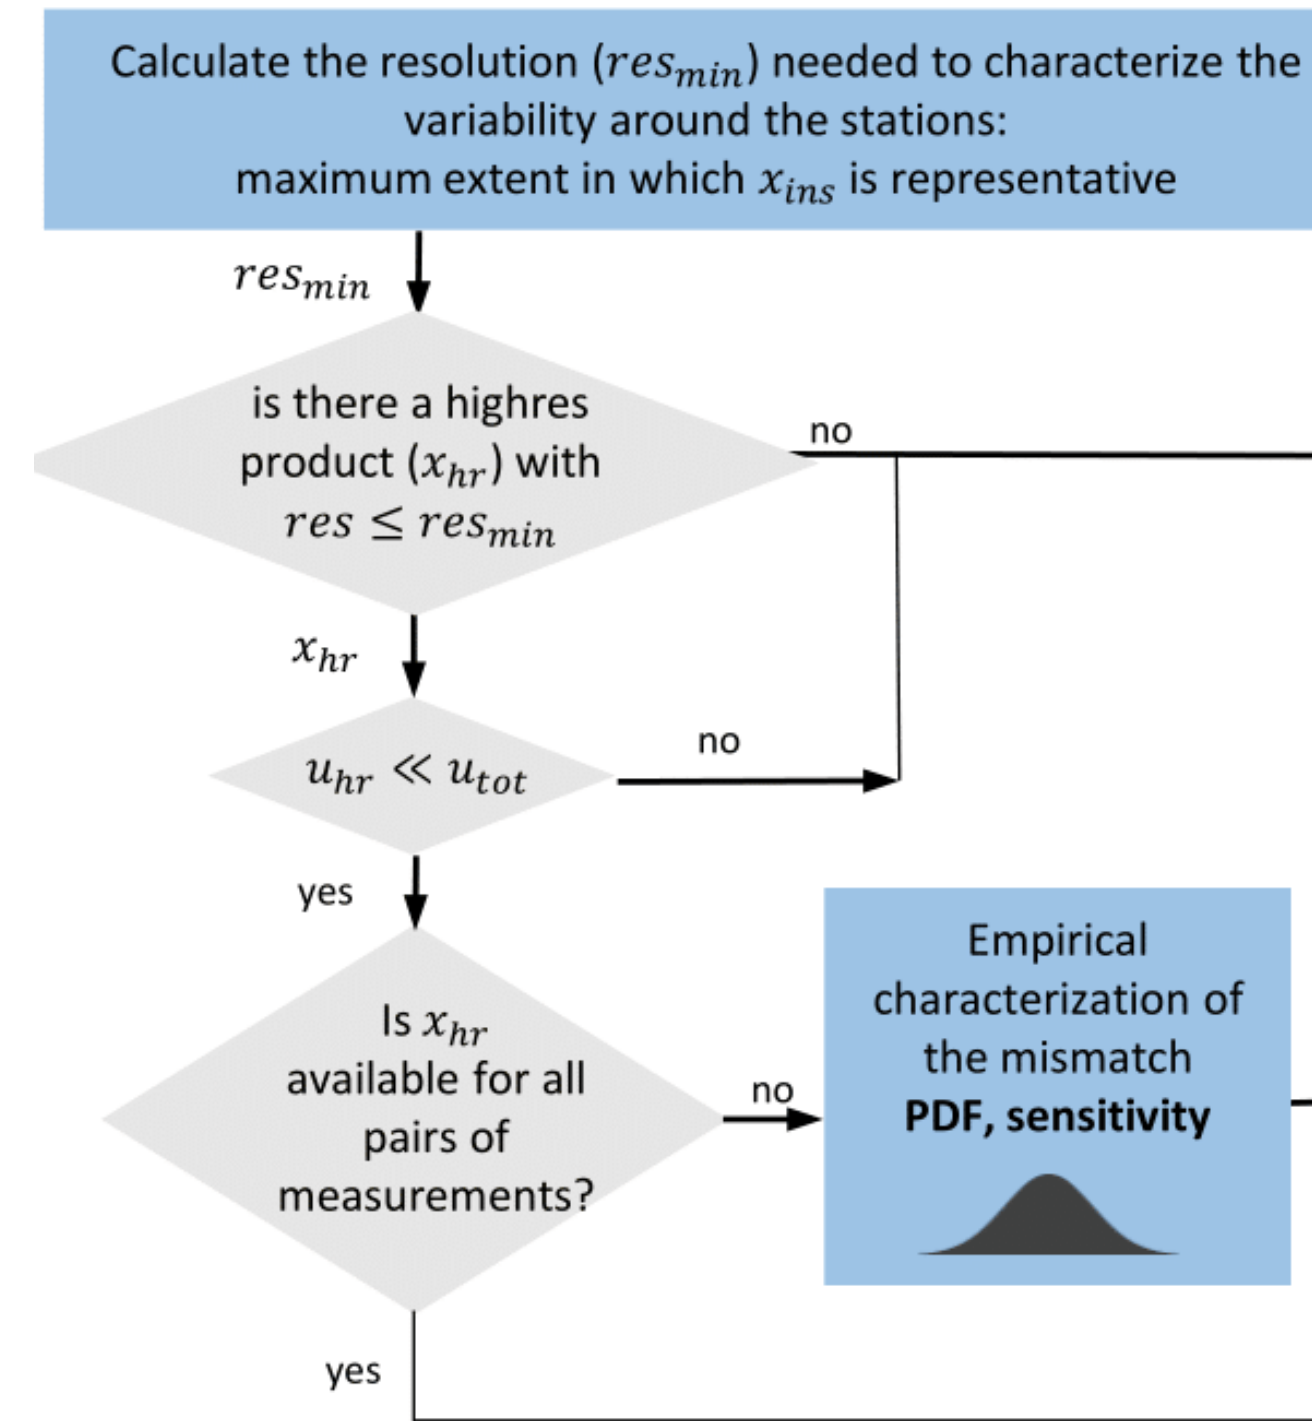 Calculate the resolution (res_min) needed to characterize the
variability around the stations:
maximum extent in which x_ins is representative
res_min
is there a highres
product (x_hr) with
res ≤ res_min
no
x_hr
u_hr ≪ u_tot
no
yes
Is x_hr
available for all
pairs of
measurements?
no
Empirical
characterization of
the mismatch
PDF, sensitivity
yes